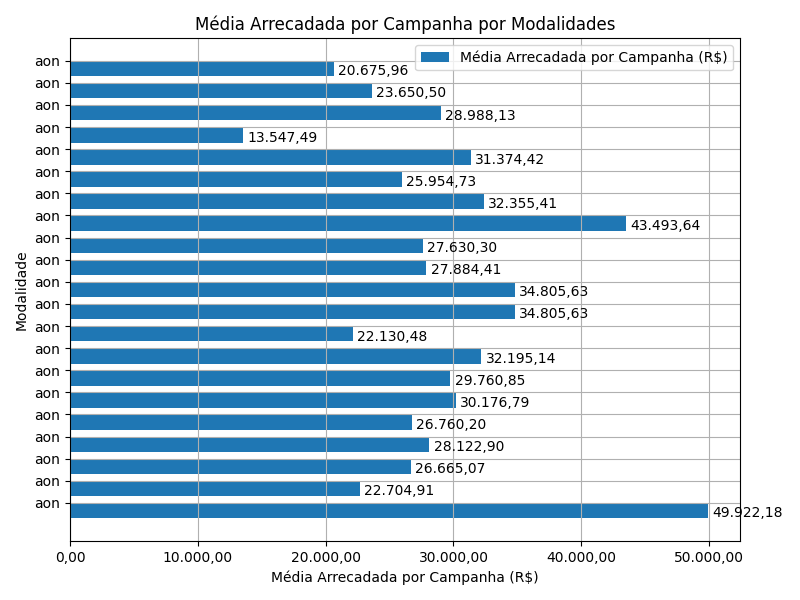 Média Arrecadada por Campanha por Modalidades
Média Arrecadada por Campanha (R$)
aon
20.675,96
aon
23.650,50
aon
28.988,13
aon
13.547,49
aon
31.374,42
aon
25.954,73
aon
32.355,41
aon
43.493,64
aon
27.630,30
aon
27.884,41
aon
34.805,63
aon
34.805,63
aon
22.130,48
aon
32.195,14
aon
29.760,85
aon
30.176,79
aon
26.760,20
aon
28.122,90
aon
26.665,07
aon
22.704,91
aon
49.922,18
Modalidade
0,00 10.000,00 20.000,00 30.000,00 40.000,00 50.000,00
Média Arrecadada por Campanha (R$)